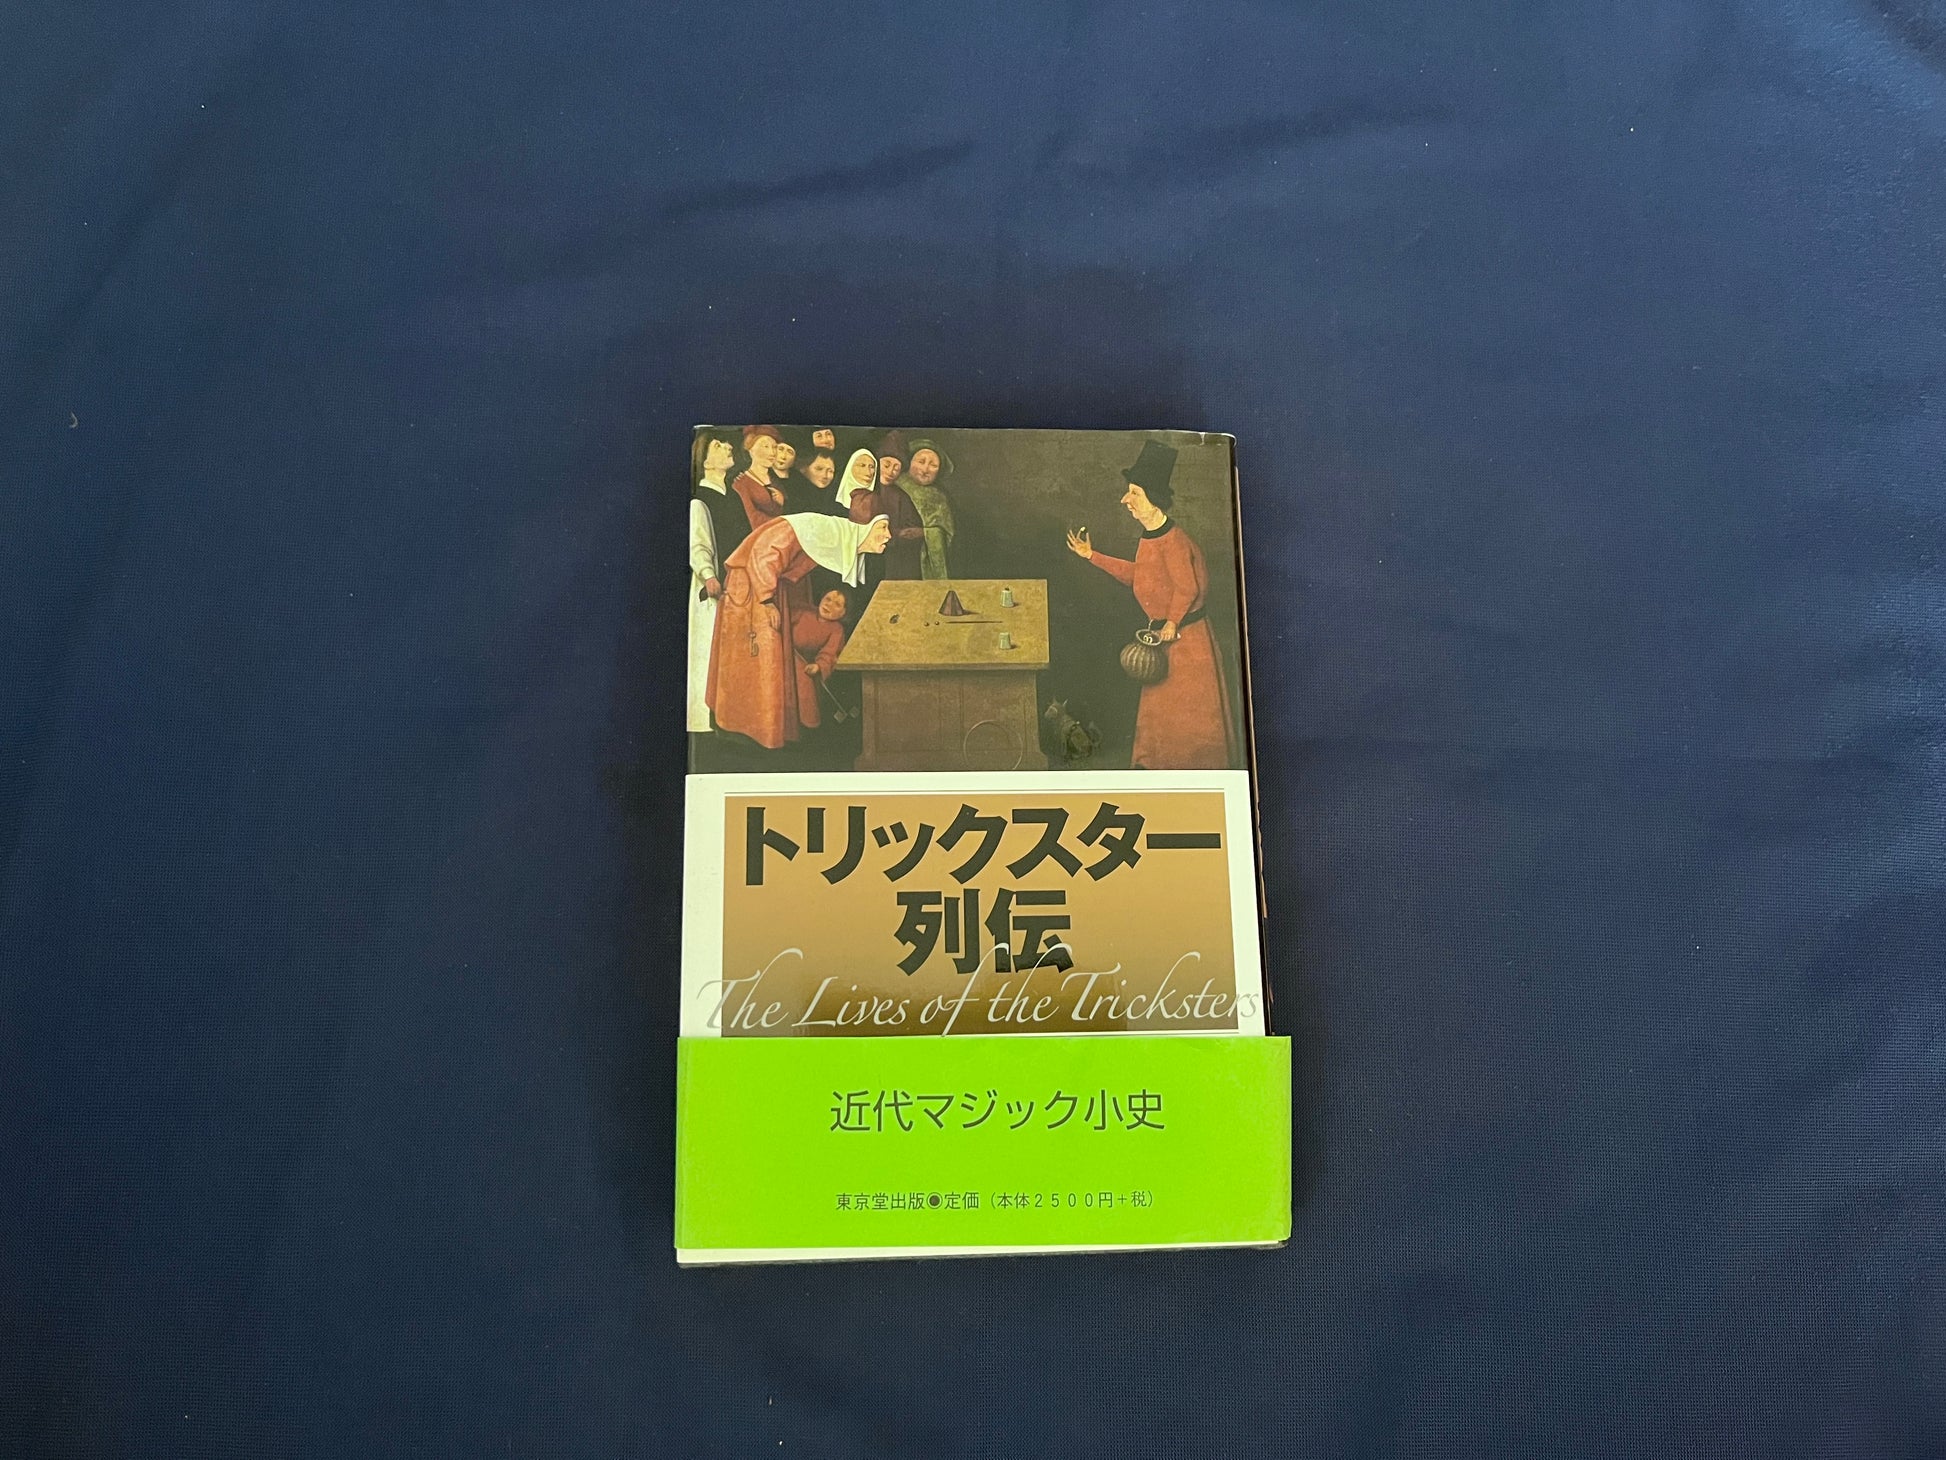 トリックスター
列伝
The Lives of the Tricksters
近代マジック小史
東京堂出版◉定価（本体２５００円＋税）